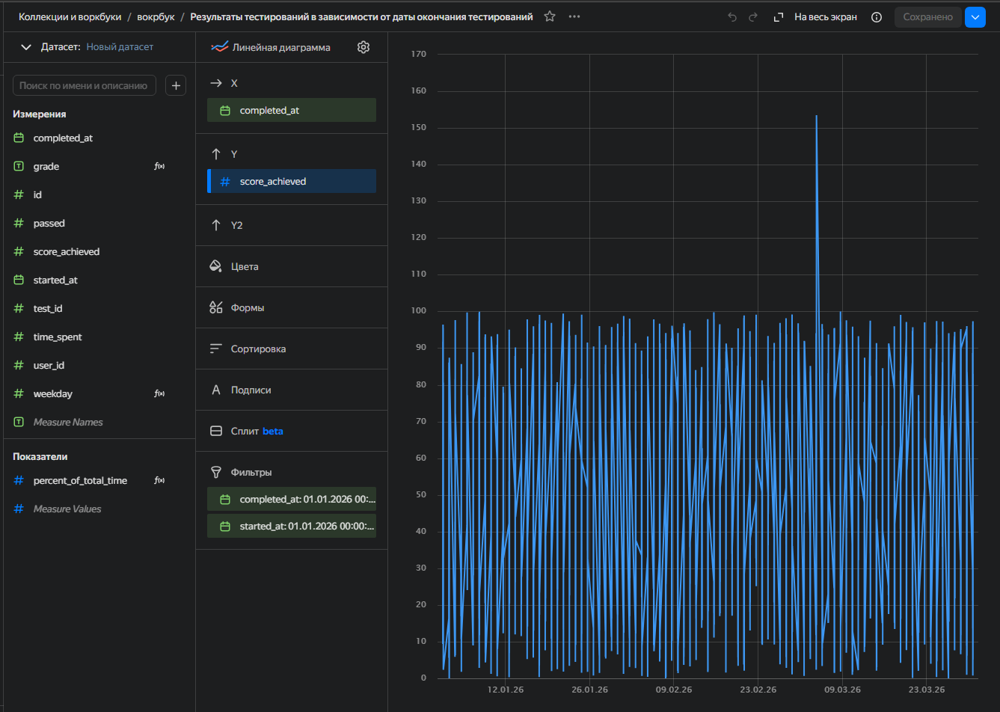 Коллекции и воркбуки / вокрбук / Результаты тестирований в зависимости от даты окончания тестирований
На весь экран
Сохранено
Датасет: Новый датасет
Поиск по имени и описанию
Измерения
completed_at
grade
id
passed
score_achieved
started_at
test_id
time_spent
user_id
weekday
Measure Names
Показатели
percent_of_total_time
Measure Values
Линейная диаграмма
X
completed_at
Y
score_achieved
Y2
Цвета
Формы
Сортировка
Подписи
Сплит beta
Фильтры
completed_at: 01.01.2026 00:...
started_at: 01.01.2026 00:00:...
170
160
150
140
130
120
110
100
90
80
70
60
50
40
30
20
10
0
12.01.26 26.01.26 09.02.26 23.02.26 09.03.26 23.03.26